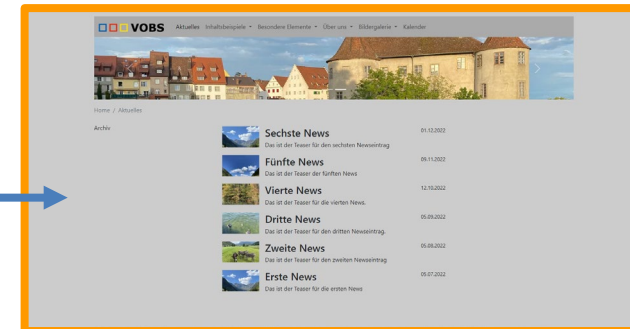 VOBS Aktuelles Inhaltsbeispiele Besondere Elemente Über uns Bildergalerie Kalender
Home / Aktuelles
Archiv
Sechste News 01.12.2022
Das ist der Teaser für den sechsten Newseintrag
Fünfte News 09.11.2022
Das ist der Teaser der fünften News
Vierte News 12.10.2022
Das ist der Teaser für die vierten News.
Dritte News 05.09.2022
Das ist der Teaser für den dritten Newseintrag.
Zweite News 05.08.2022
Das ist der Teaser für den zweiten Newseintrag
Erste News 05.07.2022
Das ist der Teaser für die ersten News